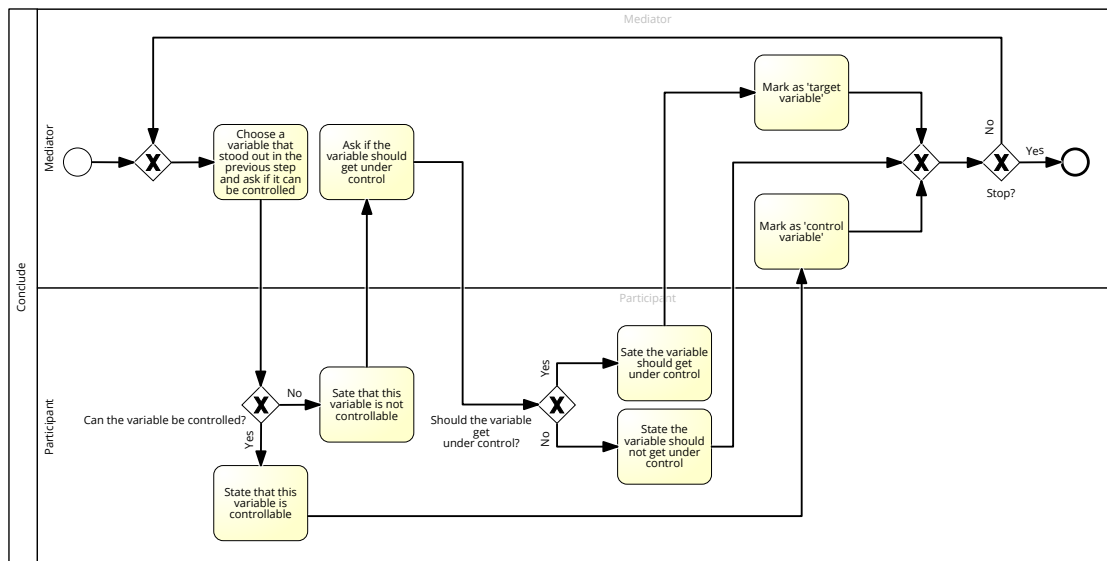 Conclude
Mediator
Mediator
Choose a
variable that
stood out in the
previous step
and ask if it can
be controlled
Ask if the
variable should
get under
control
Mark as 'target
variable'
Mark as 'control
variable'
No
Yes
Stop?
Participant
Participant
Can the variable be controlled?
No
Yes
Sate that this
variable is not
controllable
State that this
variable is
controllable
Should the variable
get
under control?
Yes
No
Sate the variable
should get
under control
State the
variable should
not get under
control